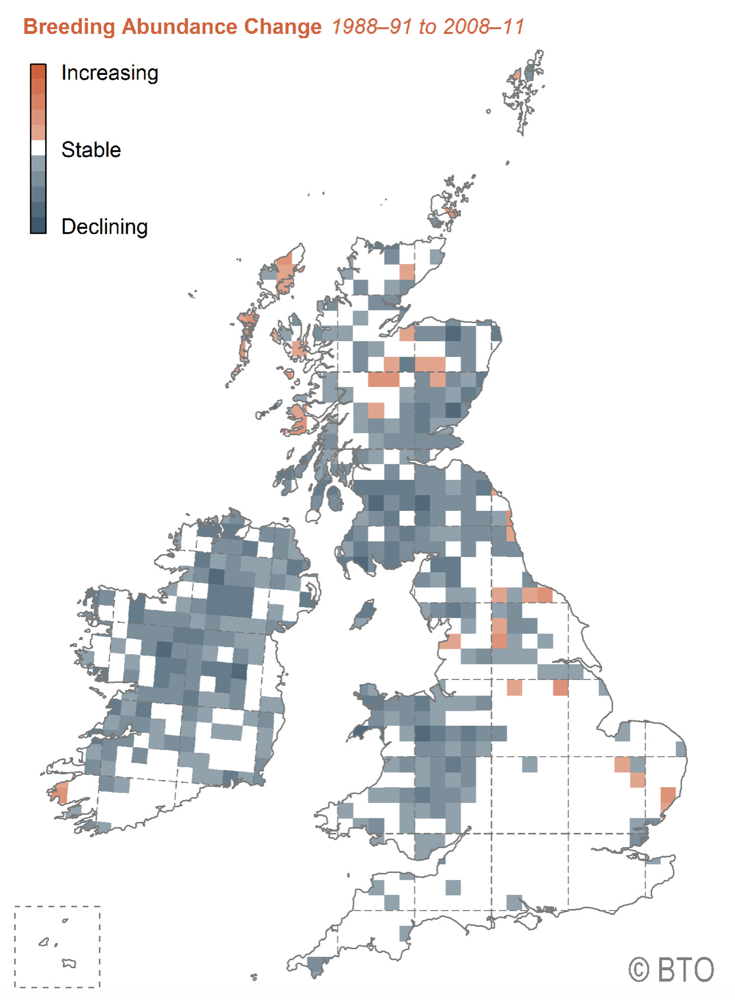 Breeding Abundance Change 1988–91 to 2008–11
Increasing
Stable
Declining
© BTO